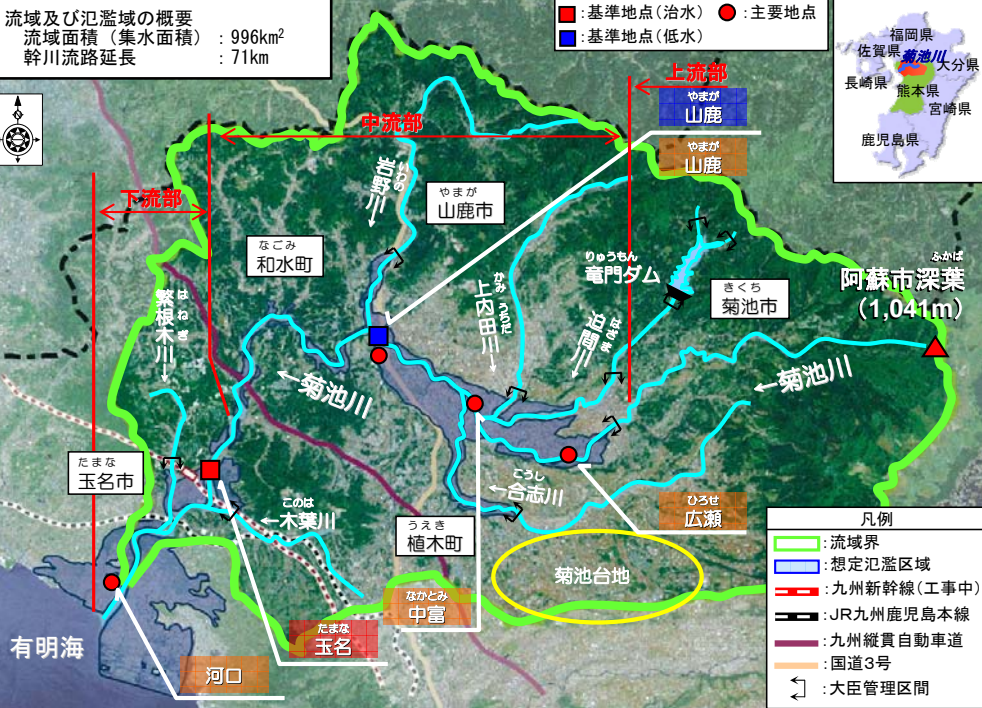 流域及び氾濫域の概要
流域面積（集水面積）：996km²
幹川流路延長：71km
：基準地点（治水）
：主要地点
：基準地点（低水）
福岡県
佐賀県
菊池川
大分県
長崎県
熊本県
宮崎県
鹿児島県
上流部
中流部
下流部
やまが
山鹿
やまが
山鹿
いわの
岩野川
やまが
山鹿市
なごみ
和水町
はねぎ
繁根木川
かみうちだ
上内田川
りゅうもん
竜門ダム
はざま
迫間川
きくち
菊池市
ふかば
阿蘇市深葉
（1,041m）
←菊池川
←菊池川
たまな
玉名市
このは
←木葉川
こうし
←合志川
うえき
植木町
ひろせ
広瀬
菊池台地
なかとみ
中富
たまな
玉名
河口
有明海
凡例
：流域界
：想定氾濫区域
：九州新幹線（工事中）
：JR九州鹿児島本線
：九州縦貫自動車道
：国道3号
：大臣管理区間